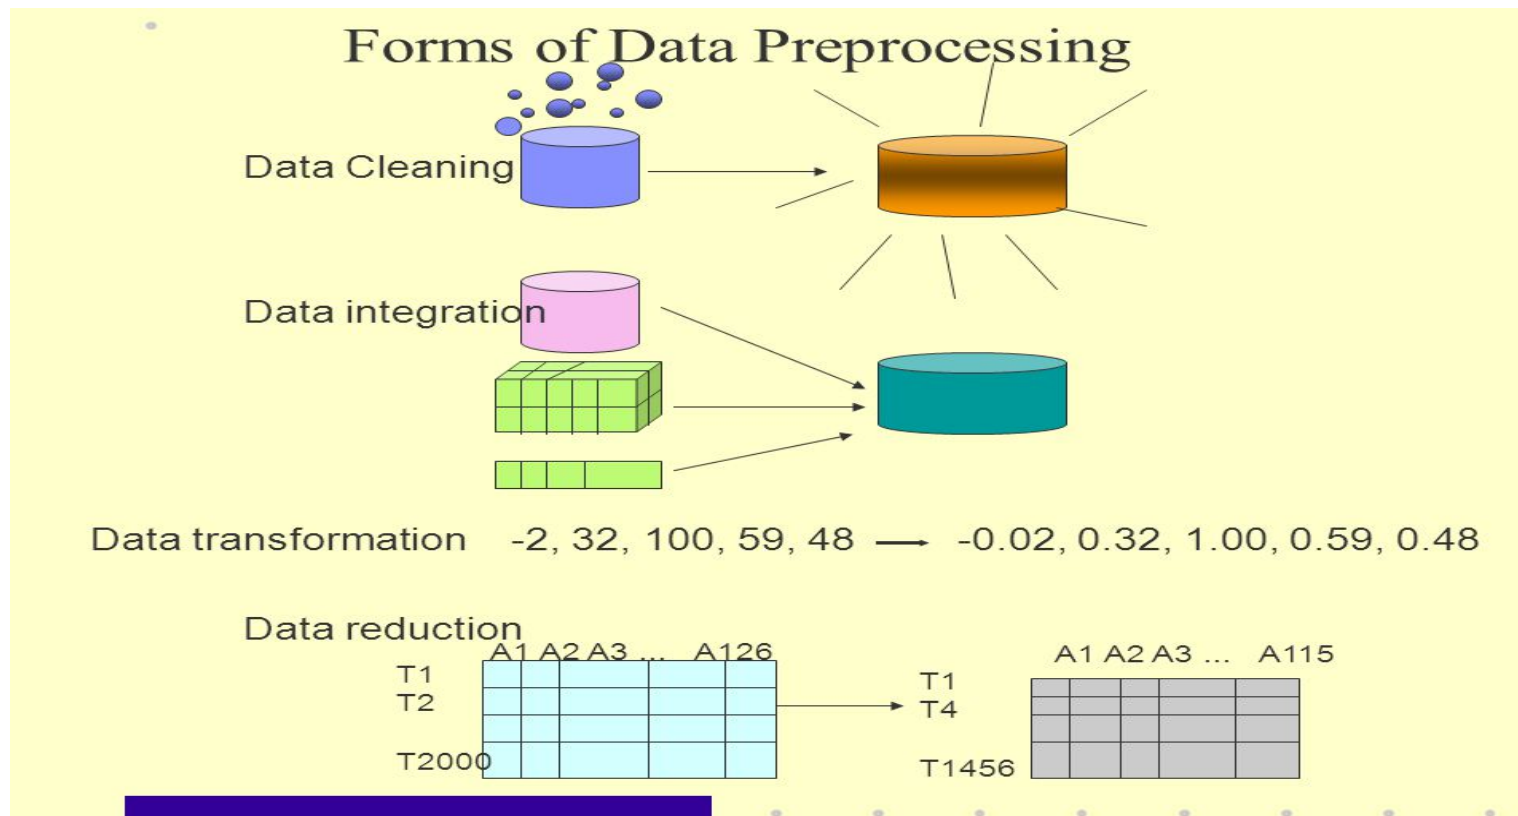 Forms of Data Preprocessing
Data Cleaning
Data integration
Data transformation -2, 32, 100, 59, 48 → -0.02, 0.32, 1.00, 0.59, 0.48
Data reduction
A1 A2 A3 ... A126
T1
T2
T2000
A1 A2 A3 ... A115
T1
T4
T1456